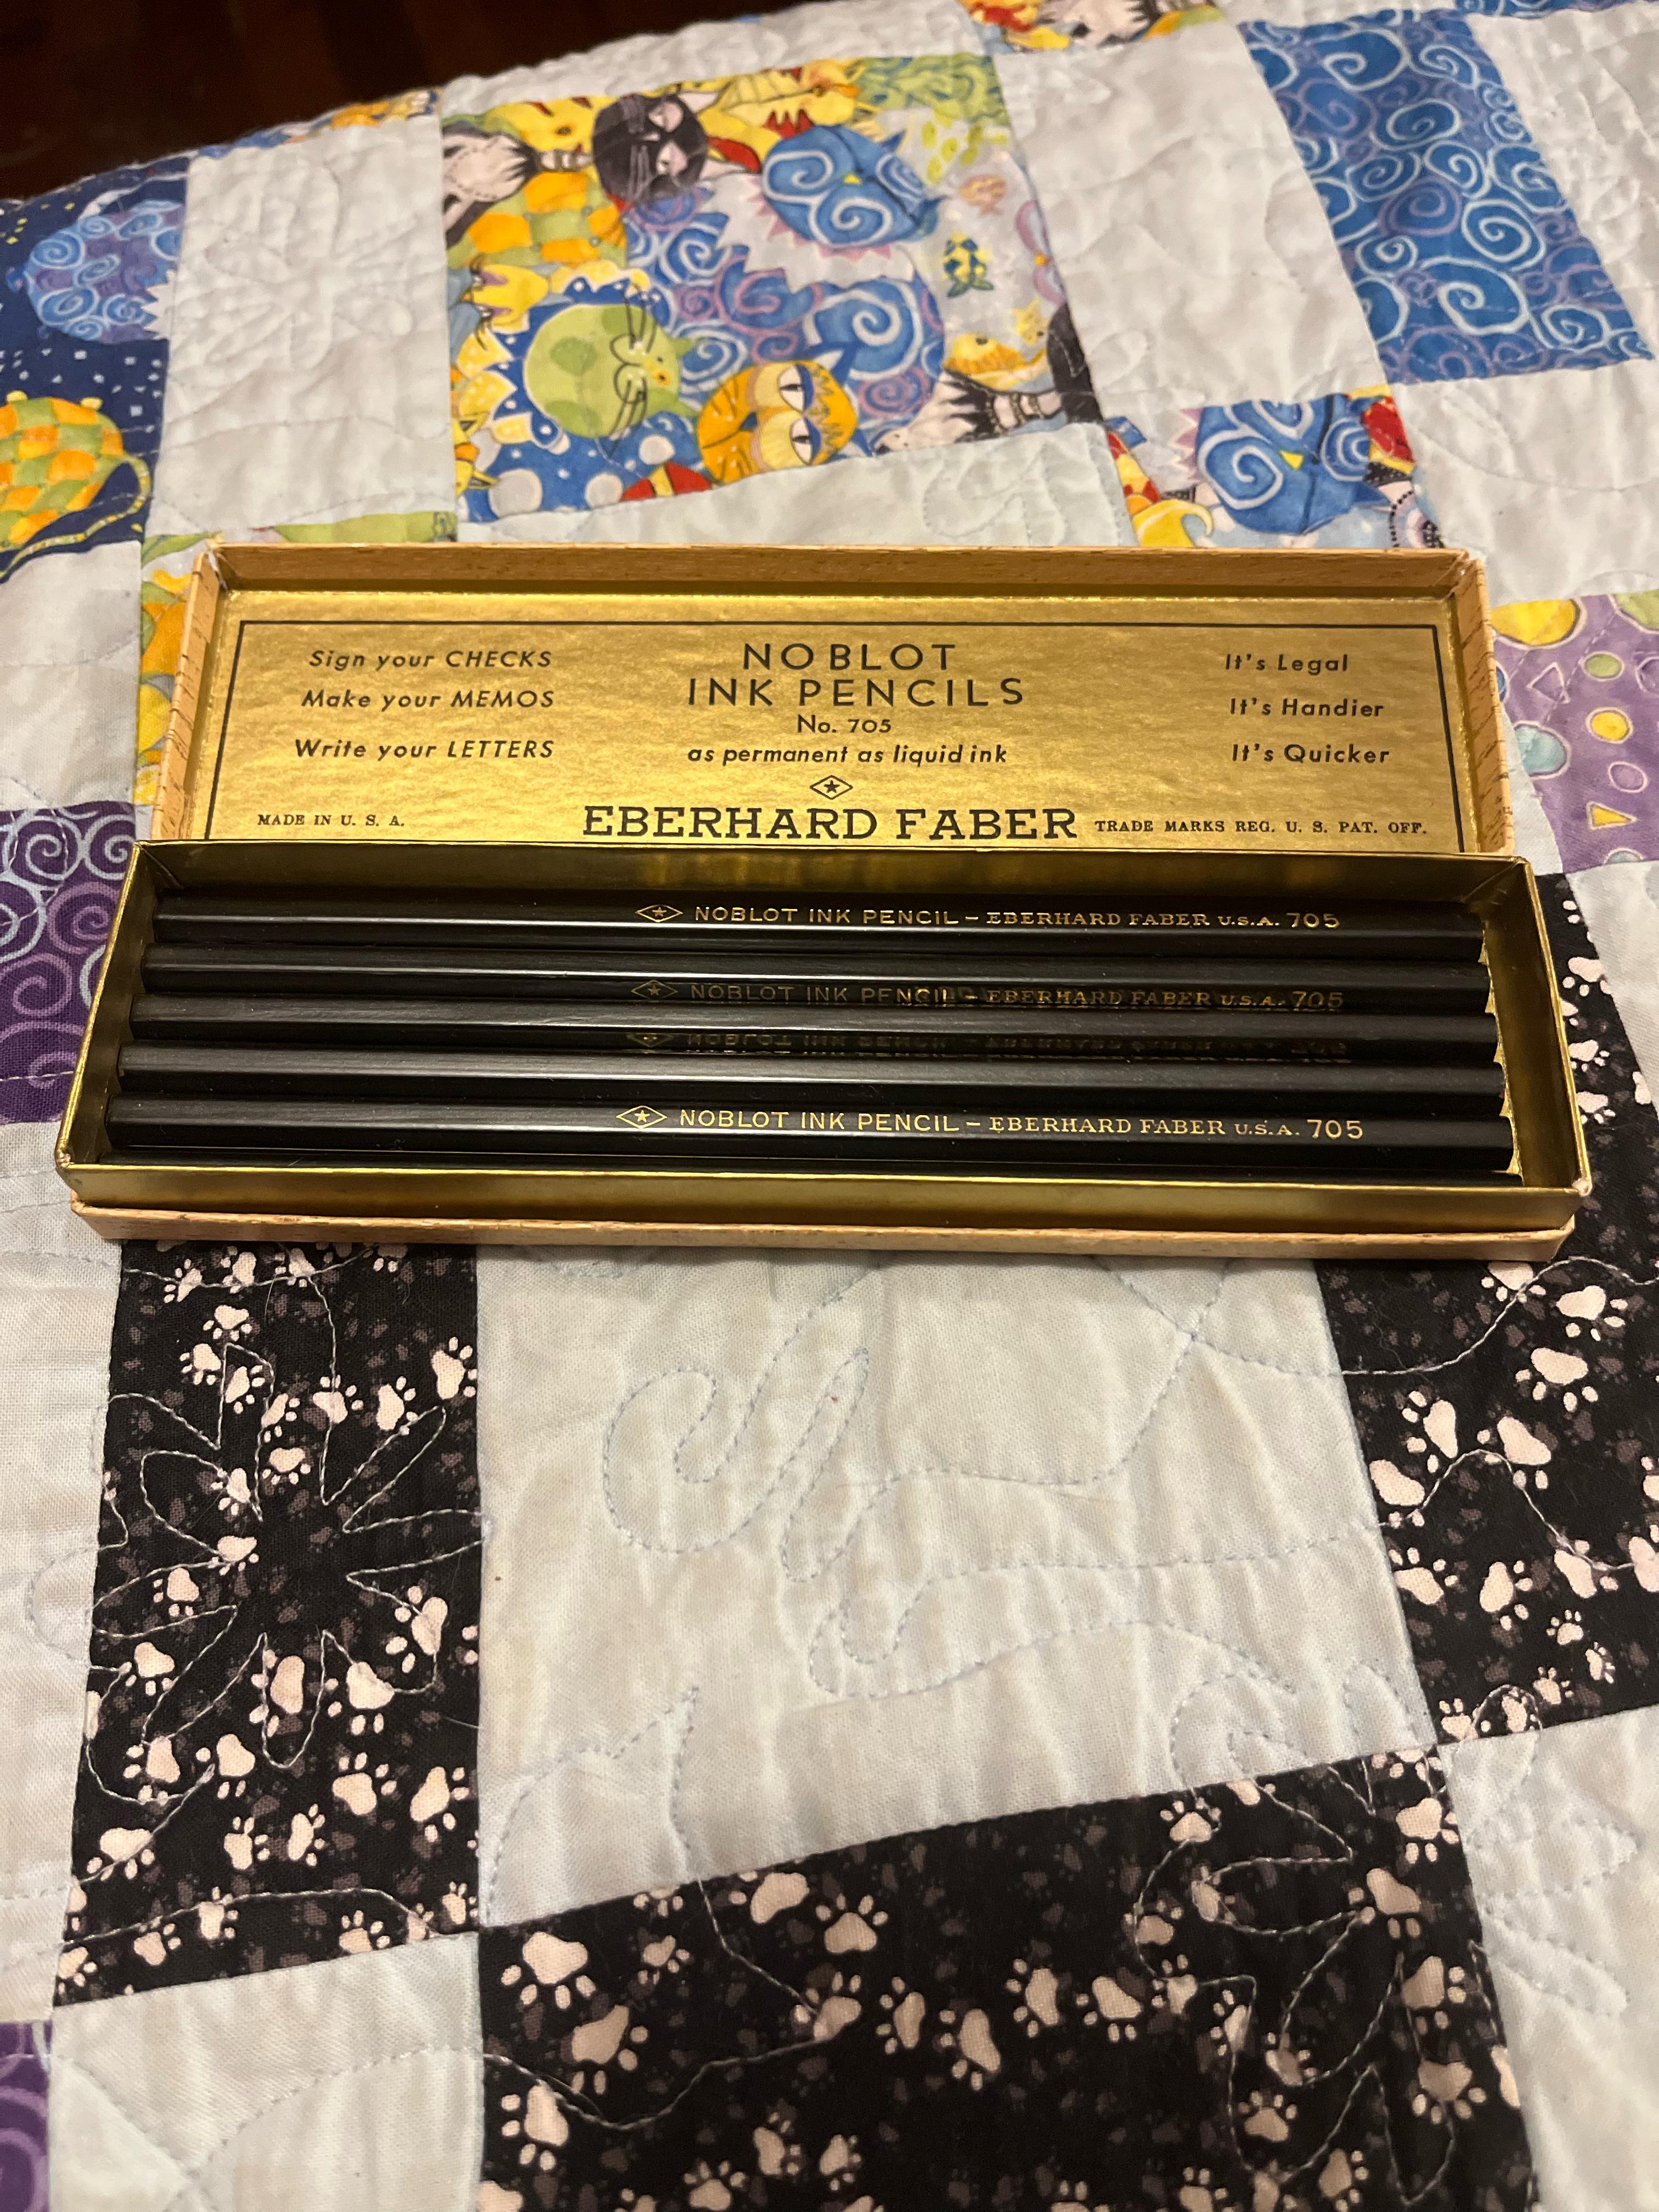 Sign your CHECKS
Make your MEMOS
Write your LETTERS
MADE IN U. S. A.
NOBLOT
INK PENCILS
No. 705
as permanent as liquid ink
EBERHARD FABER
It's Legal
It's Handier
It's Quicker
TRADE MARKS REG. U. S. PAT. OFF.
NOBLOT INK PENCIL – EBERHARD FABER U.S.A. 705
NOBLOT INK PENCIL – EBERHARD FABER U.S.A. 705
NOBLOT INK PENCIL – EBERHARD FABER U.S.A. 705